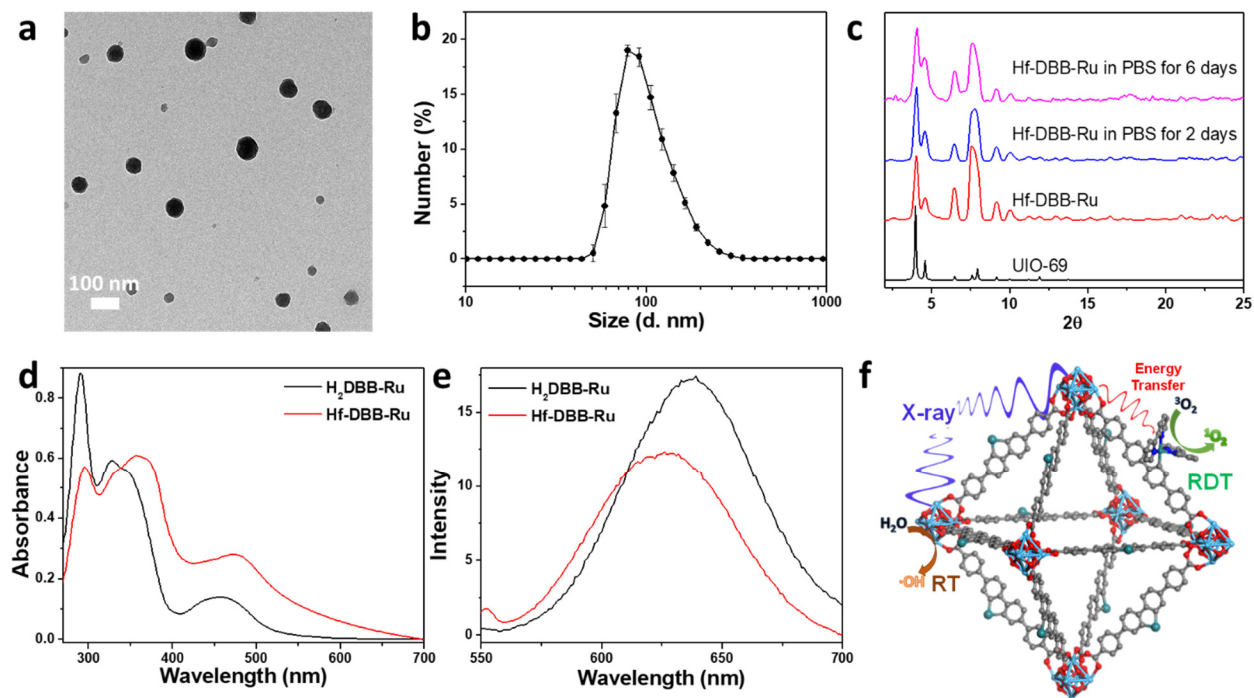 a
100 nm
b
Number (%)
20
15
10
5
0
10
100
1000
Size (d. nm)
c
Hf-DBB-Ru in PBS for 6 days
Hf-DBB-Ru in PBS for 2 days
Hf-DBB-Ru
UIO-69
5
10
15
20
25
2θ
d
H₂DBB-Ru
Hf-DBB-Ru
Absorbance
0.8
0.6
0.4
0.2
0.0
300
400
500
600
700
Wavelength (nm)
e
H₂DBB-Ru
Hf-DBB-Ru
Intensity
15
10
5
0
550
600
650
700
Wavelength (nm)
f
Energy
Transfer
X-ray
³O₂
¹O₂
RDT
H₂O
·OH
RT